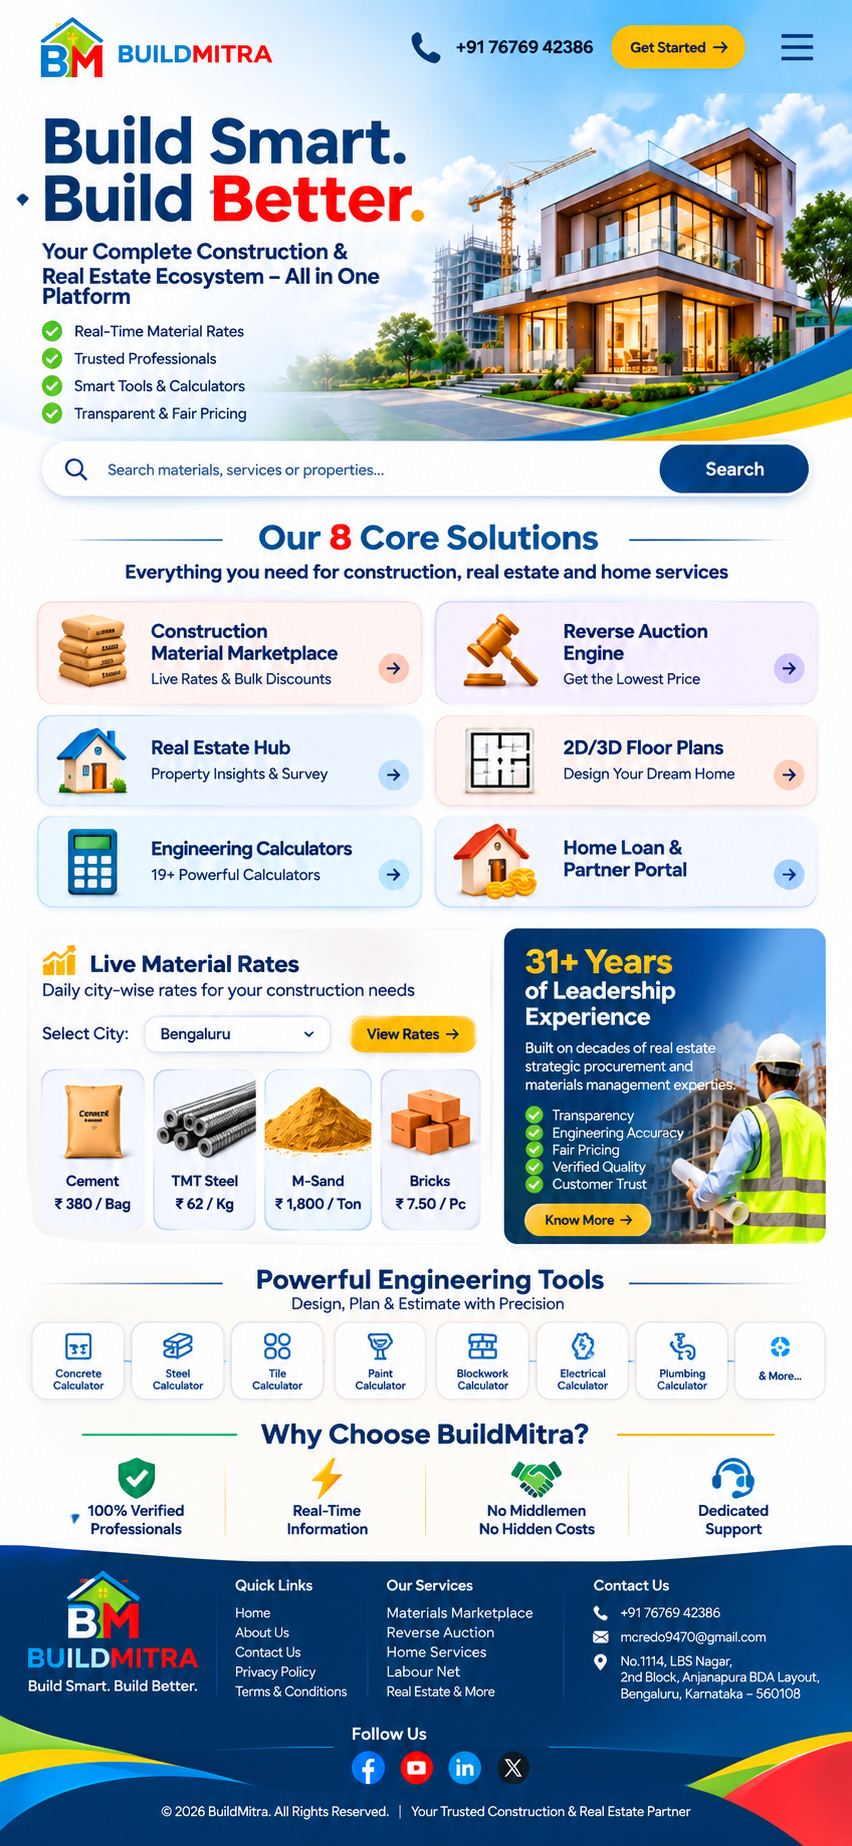 BM BUILDMITRA
+91 76769 42386
Get Started →
Build Smart.
Build Better.
Your Complete Construction &
Real Estate Ecosystem – All in One
Platform
Real-Time Material Rates
Trusted Professionals
Smart Tools & Calculators
Transparent & Fair Pricing
Search materials, services or properties...
Search
Our 8 Core Solutions
Everything you need for construction, real estate and home services
Construction
Material Marketplace
Live Rates & Bulk Discounts
Reverse Auction
Engine
Get the Lowest Price
Real Estate Hub
Property Insights & Survey
2D/3D Floor Plans
Design Your Dream Home
Engineering Calculators
19+ Powerful Calculators
Home Loan &
Partner Portal
Live Material Rates
Daily city-wise rates for your construction needs
Select City:
Bengaluru
View Rates →
Cement
Cement
₹ 380 / Bag
TMT Steel
₹ 62 / Kg
M-Sand
₹ 1,800 / Ton
Bricks
₹ 7.50 / Pc
31+ Years
of Leadership
Experience
Built on decades of real estate
strategic procurement and
materials management experties.
Transparency
Engineering Accuracy
Fair Pricing
Verified Quality
Customer Trust
Know More →
Powerful Engineering Tools
Design, Plan & Estimate with Precision
Concrete
Calculator
Steel
Calculator
Tile
Calculator
Paint
Calculator
Blockwork
Calculator
Electrical
Calculator
Plumbing
Calculator
& More...
Why Choose BuildMitra?
100% Verified
Professionals
Real-Time
Information
No Middlemen
No Hidden Costs
Dedicated
Support
BM
BUILDMITRA
Build Smart. Build Better.
Quick Links
Home
About Us
Contact Us
Privacy Policy
Terms & Conditions
Our Services
Materials Marketplace
Reverse Auction
Home Services
Labour Net
Real Estate & More
Contact Us
+91 76769 42386
mcredo9470@gmail.com
No.1114, LBS Nagar,
2nd Block, Anjanapura BDA Layout,
Bengaluru, Karnataka – 560108
Follow Us
© 2026 BuildMitra. All Rights Reserved. | Your Trusted Construction & Real Estate Partner